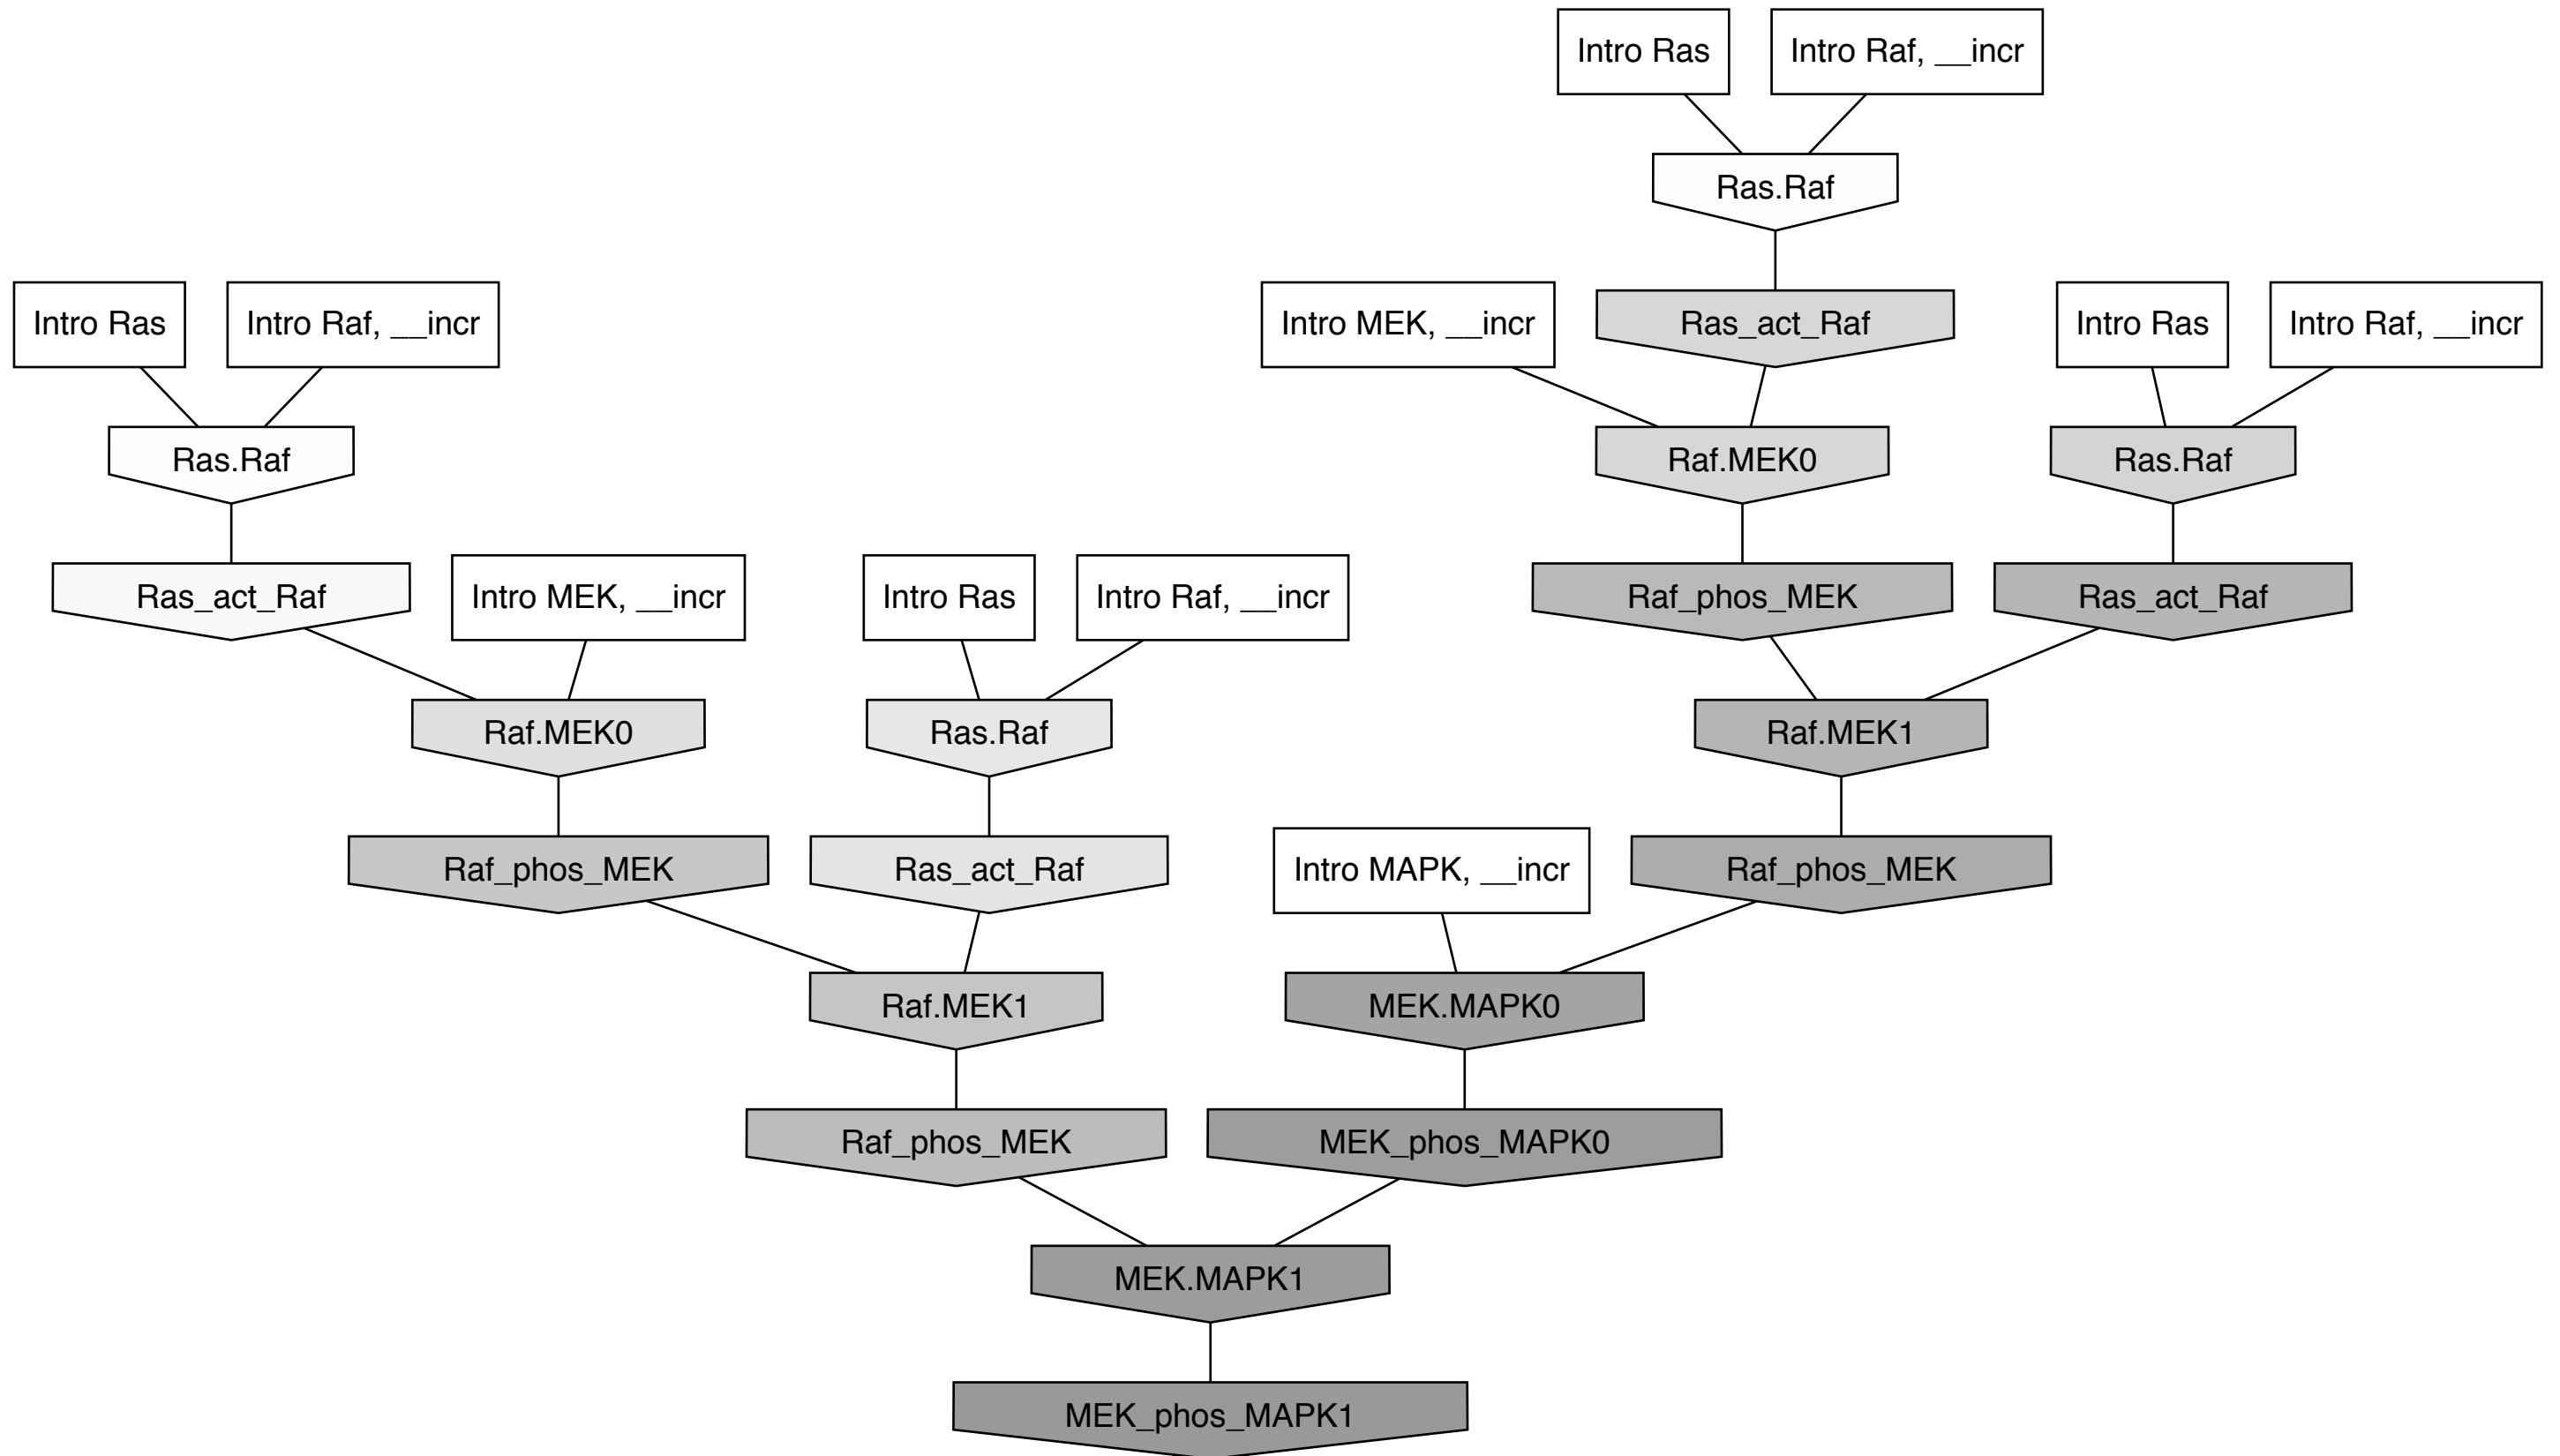 Intro Ras
Intro Raf, __incr
Ras.Raf
Intro Ras
Intro Raf, __incr
Intro MEK, __incr
Ras_act_Raf
Intro Ras
Intro Raf, __incr
Ras.Raf
Raf.MEK0
Ras.Raf
Ras_act_Raf
Intro MEK, __incr
Intro Ras
Intro Raf, __incr
Raf_phos_MEK
Ras_act_Raf
Raf.MEK0
Ras.Raf
Raf.MEK1
Raf_phos_MEK
Ras_act_Raf
Intro MAPK, __incr
Raf_phos_MEK
Raf.MEK1
MEK.MAPK0
Raf_phos_MEK
MEK_phos_MAPK0
MEK.MAPK1
MEK_phos_MAPK1